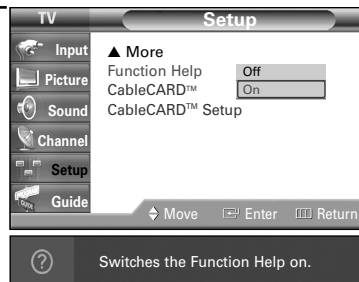 TV
Setup
Input
Picture
Sound
Channel
Setup
Guide
▲ More
Function Help
Off
CableCARD™
On
CableCARD™ Setup
Move
Enter
Return
?
Switches the Function Help on.